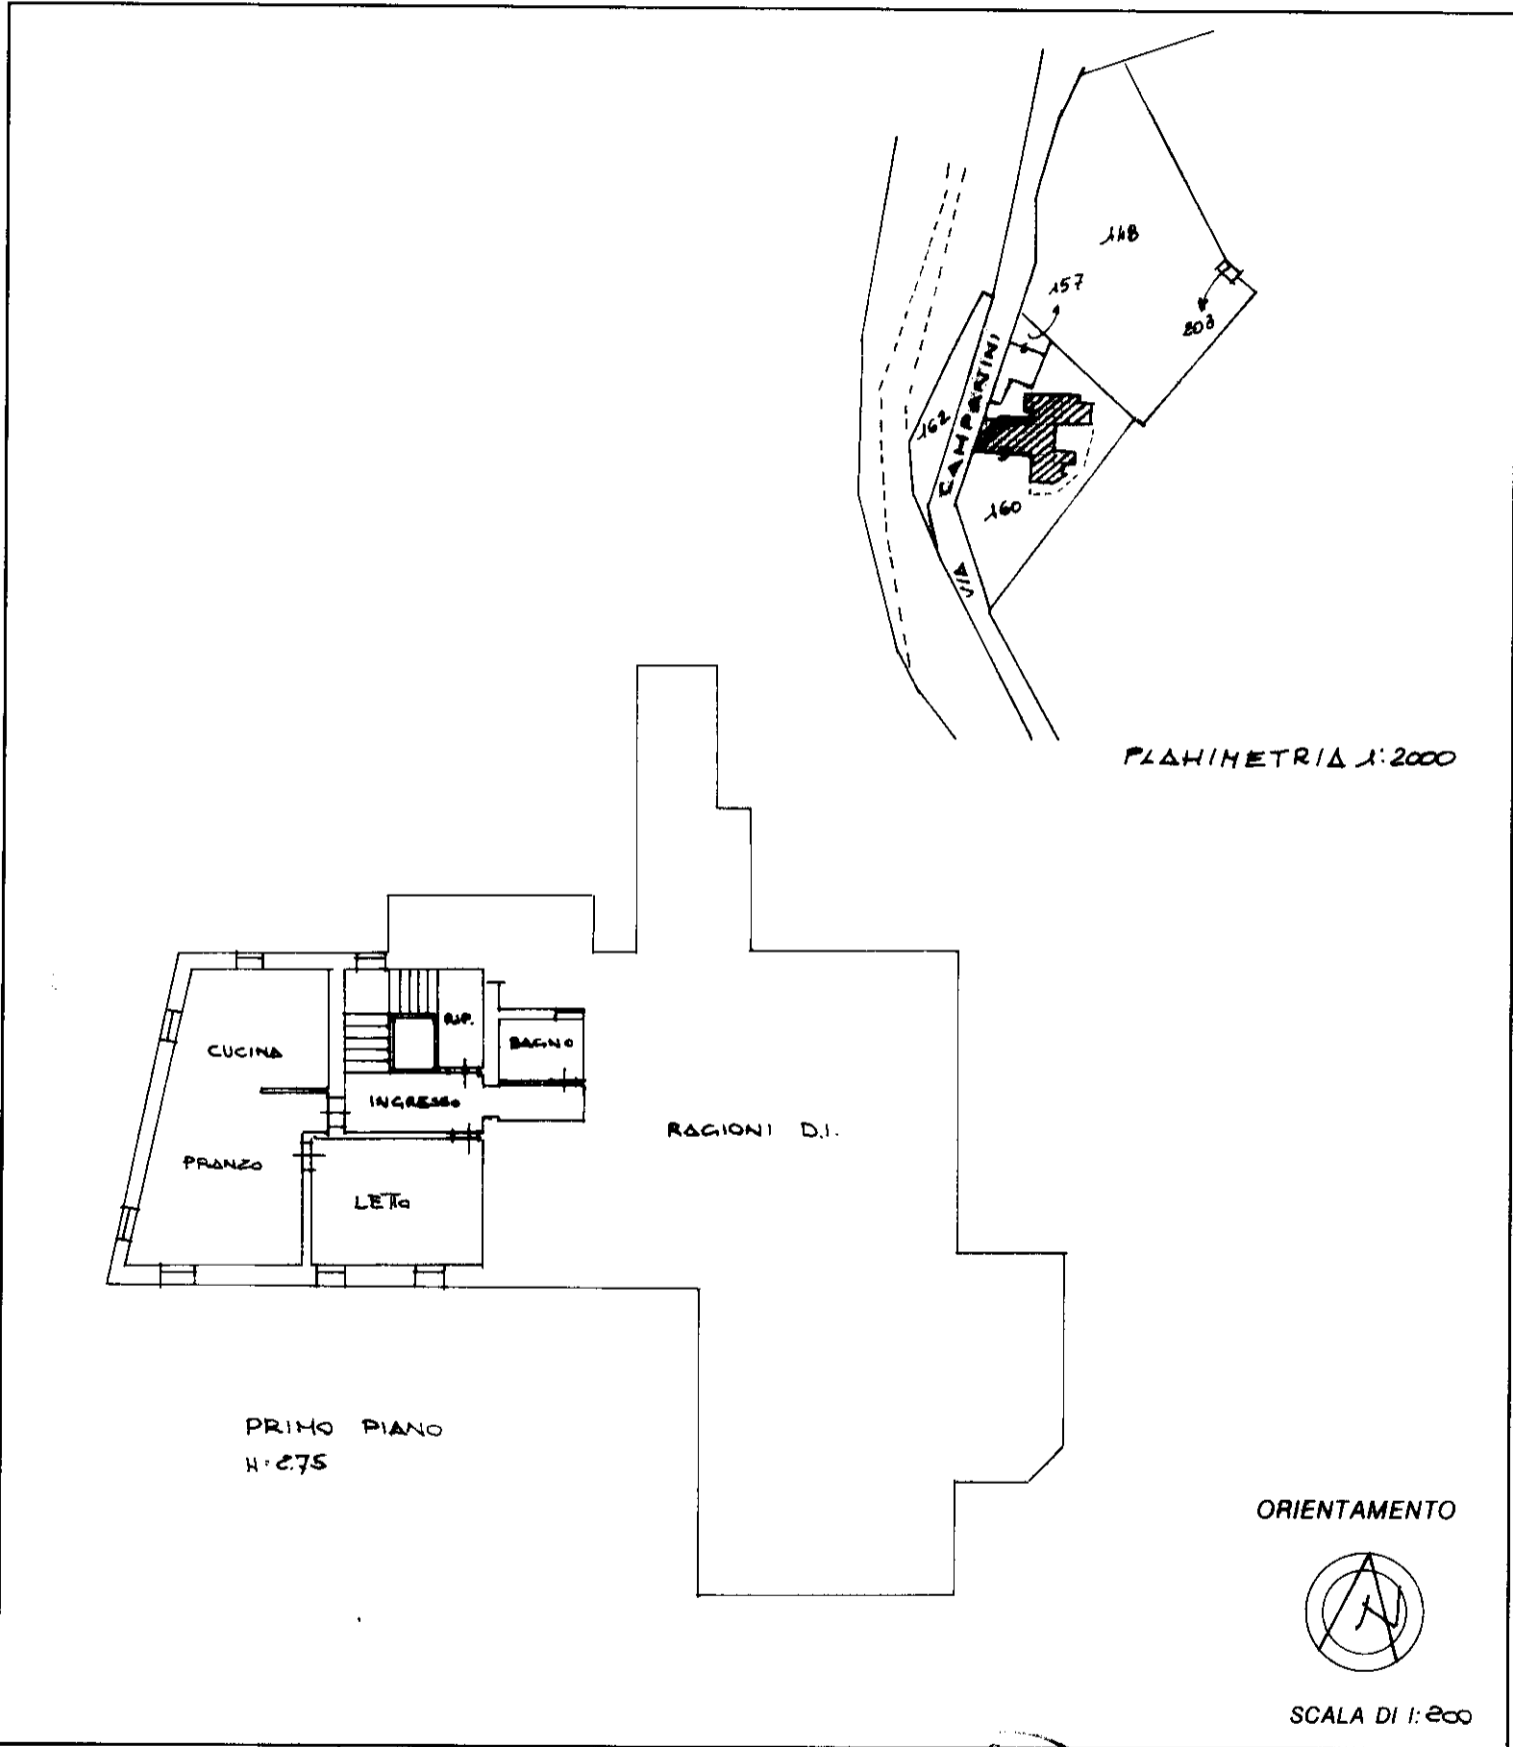 148
157
203
162
VIA CAMPARINI
160
PLANIMETRIA 1:2000
RIP.
CUCINA
BAGNO
INGRESSO
RAGIONI D.I.
PRANZO
LETTO
PRIMO PIANO
H=2.75
ORIENTAMENTO
N
SCALA DI 1:200